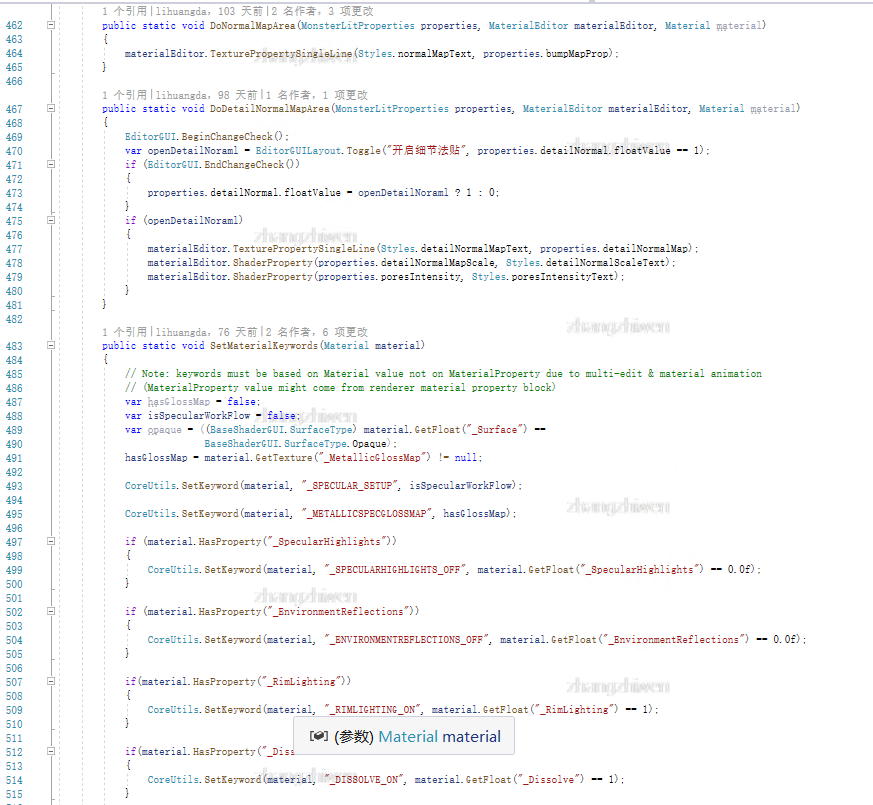 1 个引用|lihuangda，103 天前|2 名作者，3 项更改
462 public static void DoNormalMapArea(MonsterLitProperties properties, MaterialEditor materialEditor, Material material)
463 {
464 materialEditor.TexturePropertySingleLine(Styles.normalMapText, properties.bumpMapProp);
465 }
466
1 个引用|lihuangda，98 天前|1 名作者，1 项更改
467 public static void DoDetailNormalMapArea(MonsterLitProperties properties, MaterialEditor materialEditor, Material material)
468 {
469 EditorGUI.BeginChangeCheck();
470 var openDetailNoraml = EditorGUILayout.Toggle("开启细节法贴", properties.detailNormal.floatValue == 1);
471 if (EditorGUI.EndChangeCheck())
472 {
473 properties.detailNormal.floatValue = openDetailNoraml ? 1 : 0;
474 }
475 if (openDetailNoraml)
476 {
477 materialEditor.TexturePropertySingleLine(Styles.detailNormalMapText, properties.detailNormalMap);
478 materialEditor.ShaderProperty(properties.detailNormalMapScale, Styles.detailNormalScaleText);
479 materialEditor.ShaderProperty(properties.poresIntensity, Styles.poresIntensityText);
480 }
481 }
482
1 个引用|lihuangda，76 天前|2 名作者，6 项更改
483 public static void SetMaterialKeywords(Material material)
484 {
485 // Note: keywords must be based on Material value not on MaterialProperty due to multi-edit & material animation
486 // (MaterialProperty value might come from renderer material property block)
487 var hasGlossMap = false;
488 var isSpecularWorkFlow = false;
489 var opaque = ((BaseShaderGUI.SurfaceType) material.GetFloat("_Surface") ==
490 BaseShaderGUI.SurfaceType.Opaque);
491 hasGlossMap = material.GetTexture("_MetallicGlossMap") != null;
492
493 CoreUtils.SetKeyword(material, "_SPECULAR_SETUP", isSpecularWorkFlow);
494
495 CoreUtils.SetKeyword(material, "_METALLICSPECGLOSSMAP", hasGlossMap);
496
497 if (material.HasProperty("_SpecularHighlights"))
498 {
499 CoreUtils.SetKeyword(material, "_SPECULARHIGHLIGHTS_OFF", material.GetFloat("_SpecularHighlights") == 0.0f);
500 }
501
502 if (material.HasProperty("_EnvironmentReflections"))
503 {
504 CoreUtils.SetKeyword(material, "_ENVIRONMENTREFLECTIONS_OFF", material.GetFloat("_EnvironmentReflections") == 0.0f);
505 }
506
507 if(material.HasProperty("_RimLighting"))
508 {
509 CoreUtils.SetKeyword(material, "_RIMLIGHTING_ON", material.GetFloat("_RimLighting") == 1);
510 }
511
(参数) Material material
512 if(material.HasProperty("_Diss
513 {
514 CoreUtils.SetKeyword(material, "_DISSOLVE_ON", material.GetFloat("_Dissolve") == 1);
515 }
zhangzhiwen
zhangzhiwen
zhangzhiwen
zhangzhiwen
zhangzhiwen
zhangzhiwen
zhangzhiwen
zhangzhiwen
zhangzhiwen